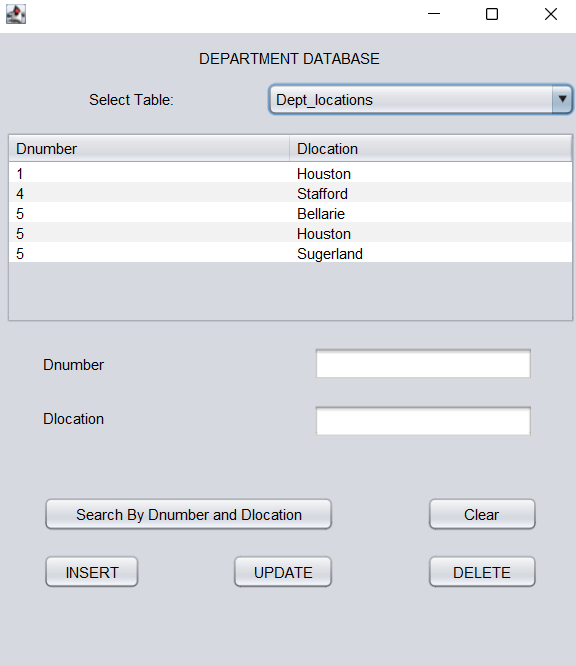 DEPARTMENT DATABASE
Select Table: Dept_locations
Dnumber Dlocation
1 Houston
4 Stafford
5 Bellarie
5 Houston
5 Sugerland
Dnumber
Dlocation
Search By Dnumber and Dlocation Clear
INSERT UPDATE DELETE